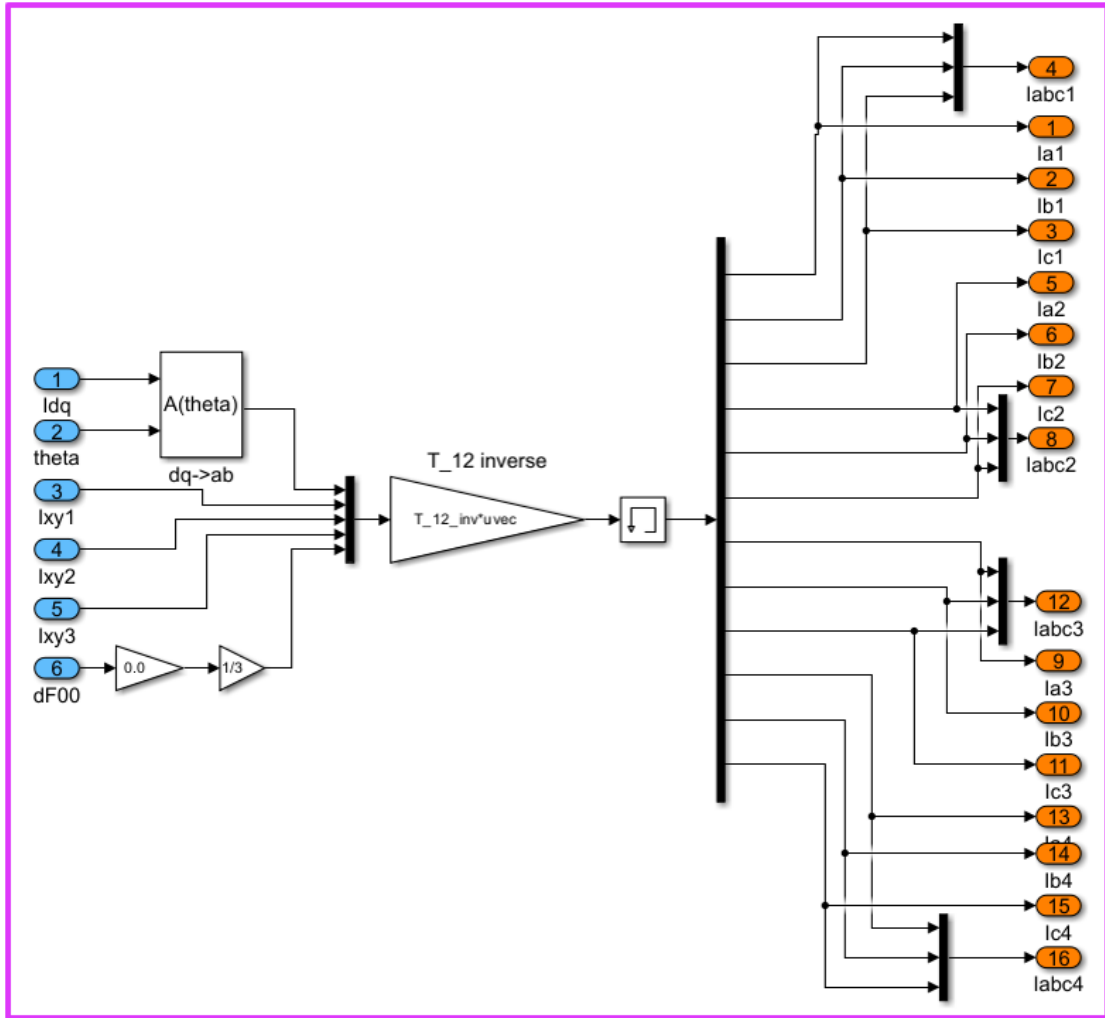 4
Iabc1
1
Ia1
2
Ib1
3
Ic1
5
Ia2
6
Ib2
7
Ic2
8
Iabc2
1
Idq
A(theta)
2
theta
dq->ab
3
Ixy1
4
Ixy2
5
Ixy3
6
dF00
0.0
1/3
T_12 inverse
T_12_inv*uvec
12
Iabc3
9
Ia3
10
Ib3
11
Ic3
13
14
Ib4
15
Ic4
16
Iabc4